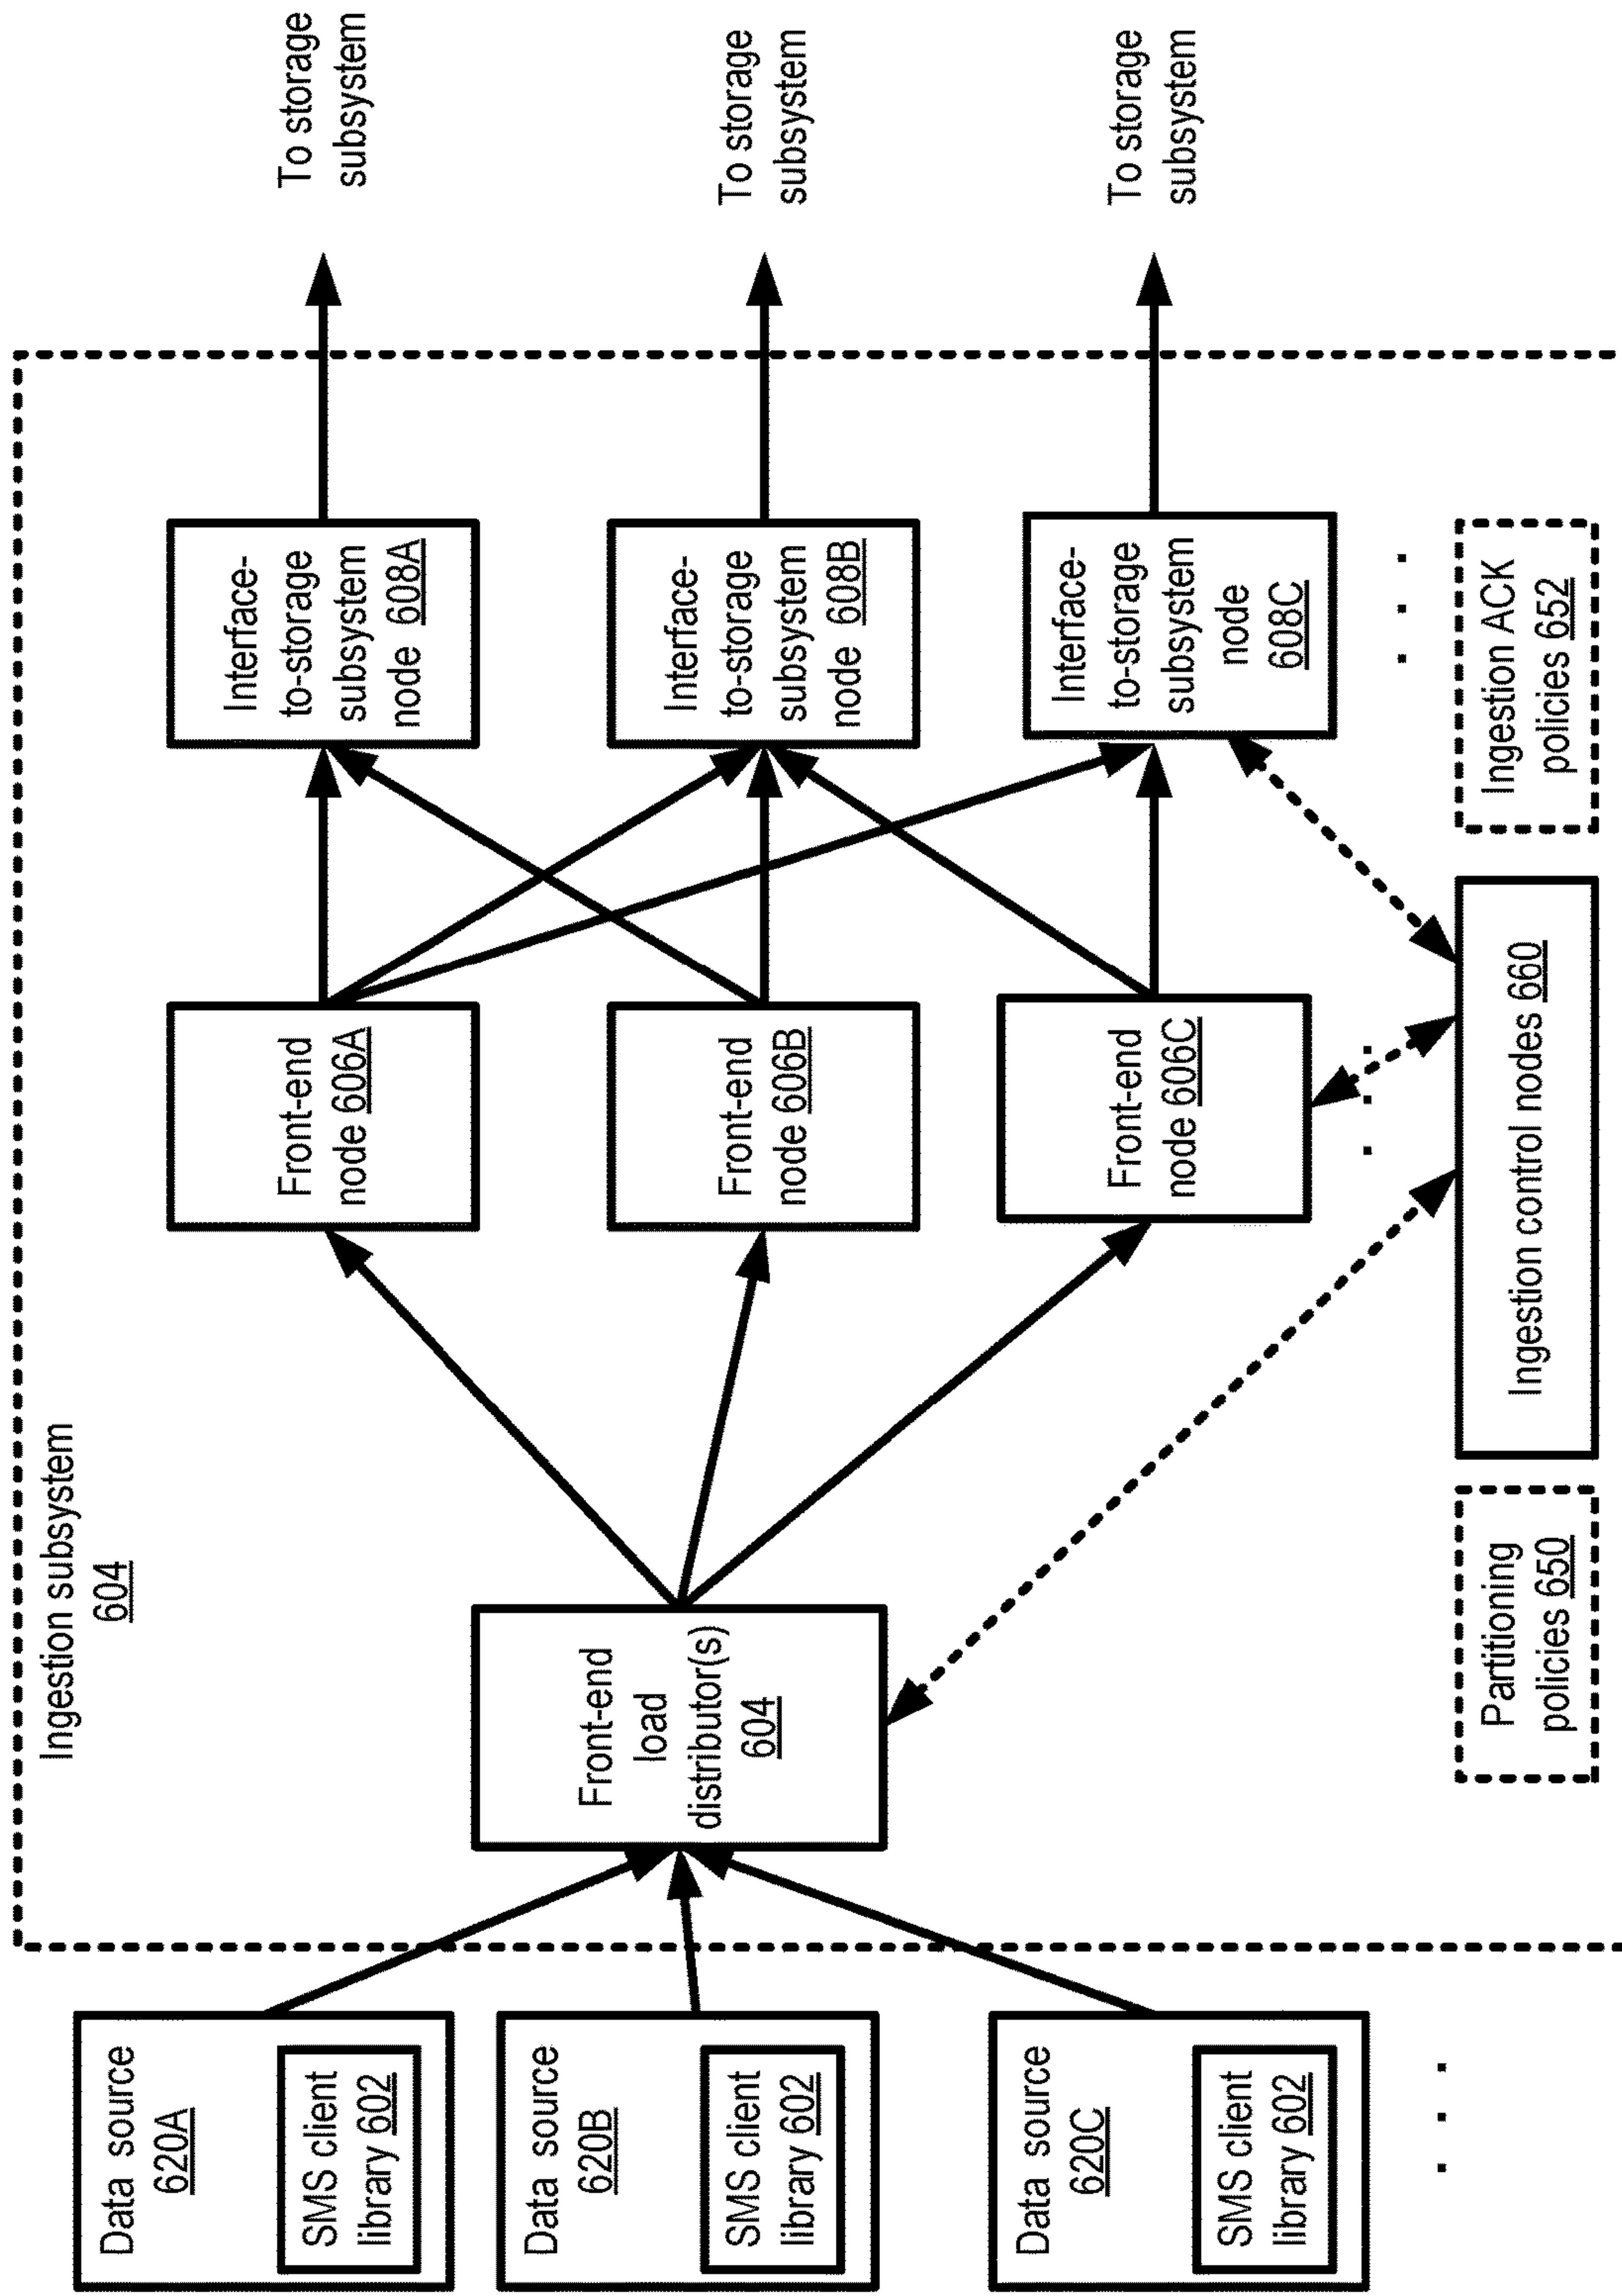 Ingestion subsystem
604
Data source
620A
SMS client
library 602
Data source
620B
SMS client
library 602
Data source
620C
SMS client
library 602
Front-end
load
distributor(s)
604
Front-end
node 606A
Front-end
node 606B
Front-end
node 606C
Interface-
to-storage
subsystem
node 608A
Interface-
to-storage
subsystem
node 608B
Interface-
to-storage
subsystem
node
608C
To storage
subsystem
To storage
subsystem
To storage
subsystem
Partitioning
policies 650
Ingestion control nodes 660
Ingestion ACK
policies 652